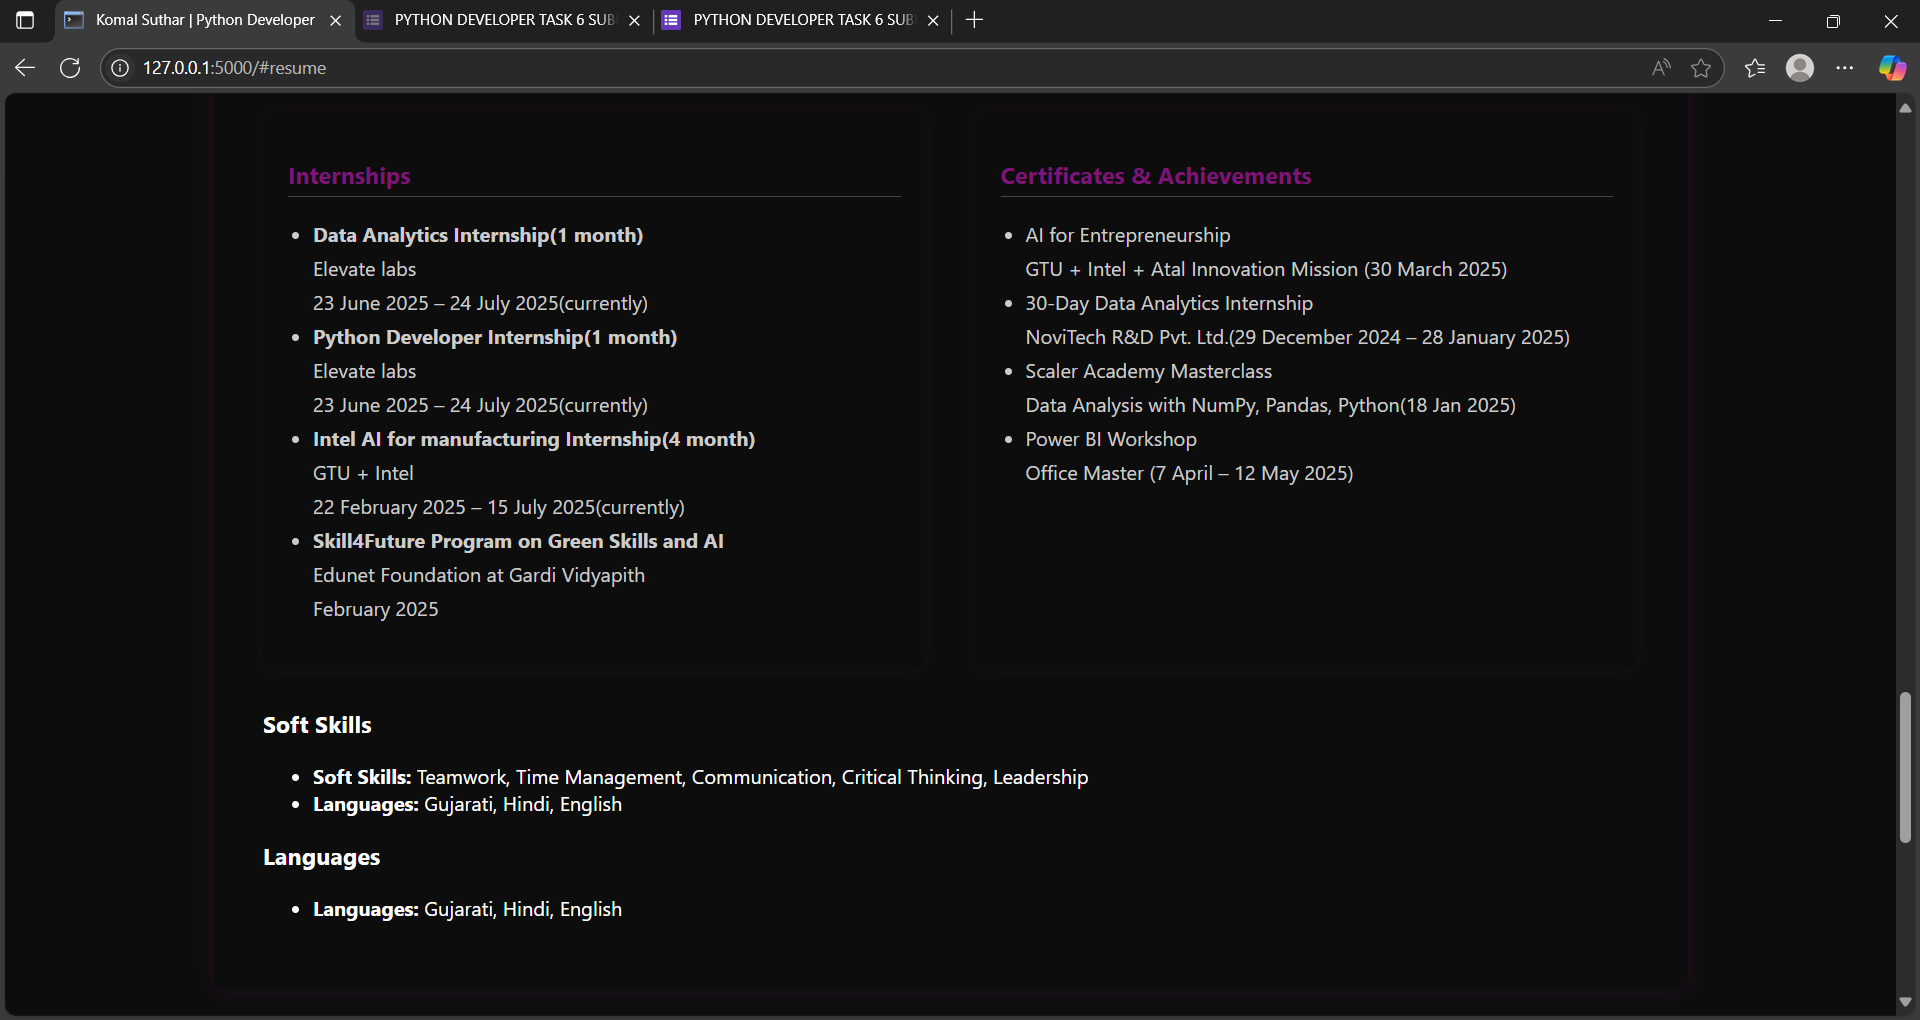 Komal Suthar | Python Developer
PYTHON DEVELOPER TASK 6 SUB
PYTHON DEVELOPER TASK 6 SUB
127.0.0.1:5000/#resume
Internships
• Data Analytics Internship(1 month)
Elevate labs
23 June 2025 – 24 July 2025(currently)
• Python Developer Internship(1 month)
Elevate labs
23 June 2025 – 24 July 2025(currently)
• Intel AI for manufacturing Internship(4 month)
GTU + Intel
22 February 2025 – 15 July 2025(currently)
• Skill4Future Program on Green Skills and AI
Edunet Foundation at Gardi Vidyapith
February 2025
Certificates & Achievements
• AI for Entrepreneurship
GTU + Intel + Atal Innovation Mission (30 March 2025)
• 30-Day Data Analytics Internship
NoviTech R&D Pvt. Ltd.(29 December 2024 – 28 January 2025)
• Scaler Academy Masterclass
Data Analysis with NumPy, Pandas, Python(18 Jan 2025)
• Power BI Workshop
Office Master (7 April – 12 May 2025)
Soft Skills
• Soft Skills: Teamwork, Time Management, Communication, Critical Thinking, Leadership
• Languages: Gujarati, Hindi, English
Languages
• Languages: Gujarati, Hindi, English